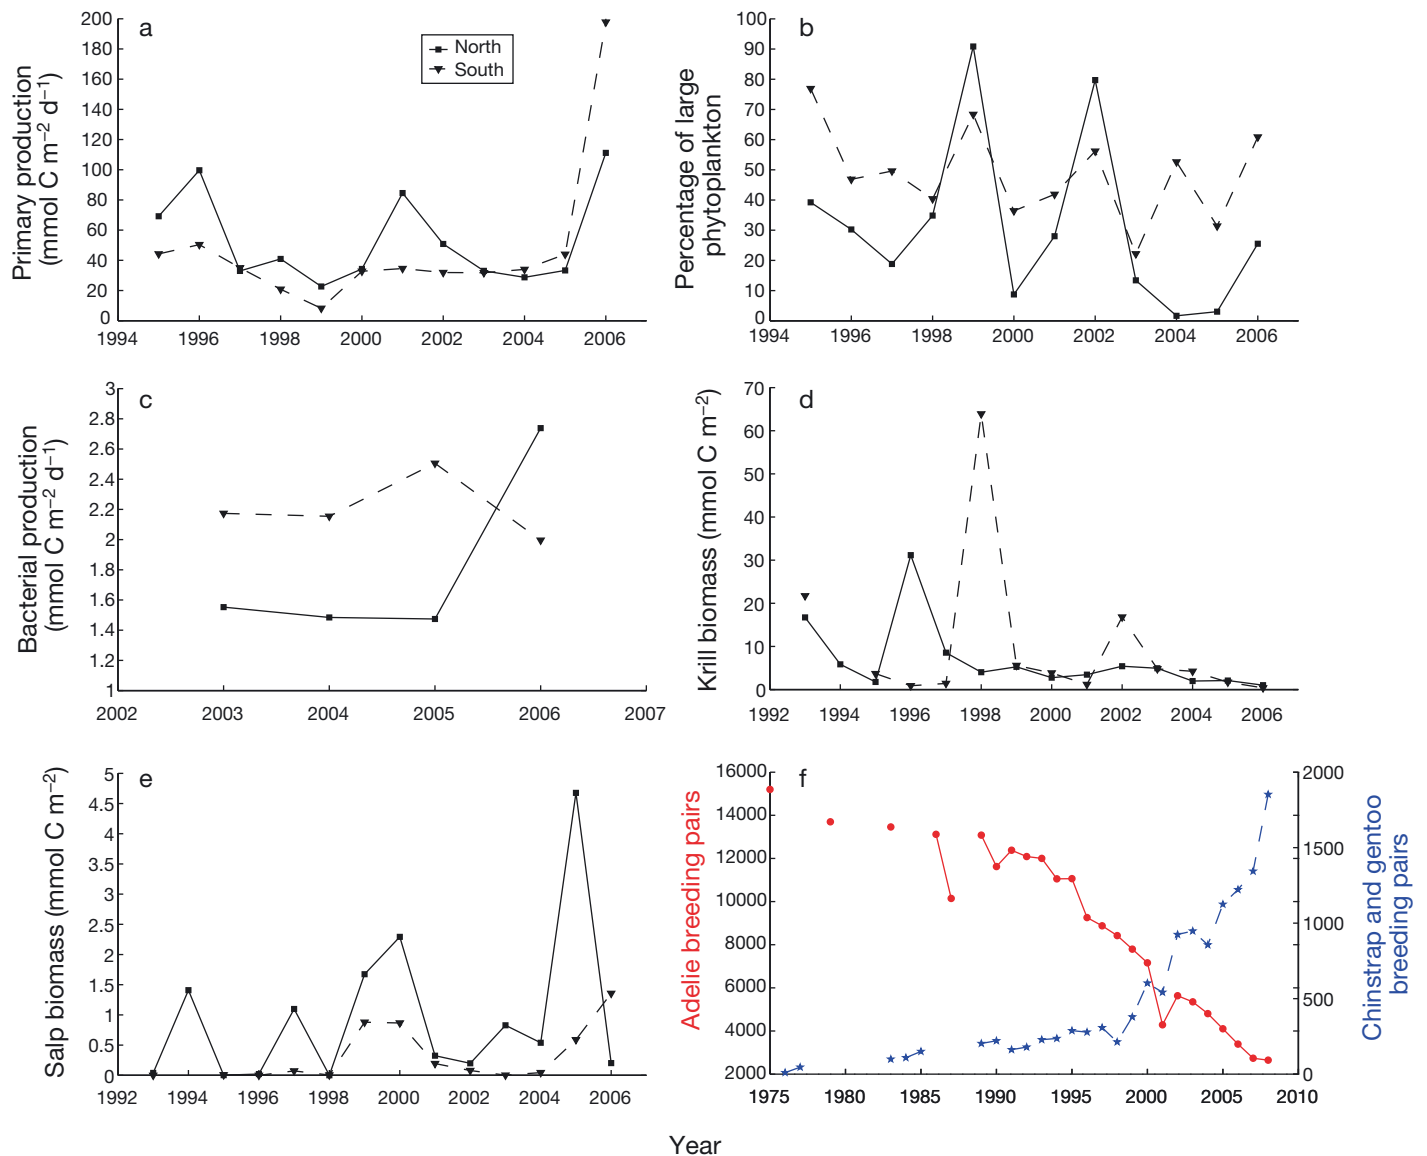 a
North
South
Primary production
(mmol C m⁻² d⁻¹)
200
180
160
140
120
100
80
60
40
20
0
1994 1996 1998 2000 2002 2004 2006
b
Percentage of large
phytoplankton
100
90
80
70
60
50
40
30
20
10
0
1994 1996 1998 2000 2002 2004 2006
c
Bacterial production
(mmol C m⁻² d⁻¹)
3
2.8
2.6
2.4
2.2
2
1.8
1.6
1.4
1.2
1
2002 2003 2004 2005 2006 2007
d
Krill biomass (mmol C m⁻²)
70
60
50
40
30
20
10
0
1992 1994 1996 1998 2000 2002 2004 2006
e
Salp biomass (mmol C m⁻²)
5
4.5
4
3.5
3
2.5
2
1.5
1
0.5
0
1992 1994 1996 1998 2000 2002 2004 2006
f
Adelie breeding pairs
16000
14000
12000
10000
8000
6000
4000
2000
Chinstrap and gentoo
breeding pairs
2000
1500
1000
500
0
1975 1980 1985 1990 1995 2000 2005 2010
Year